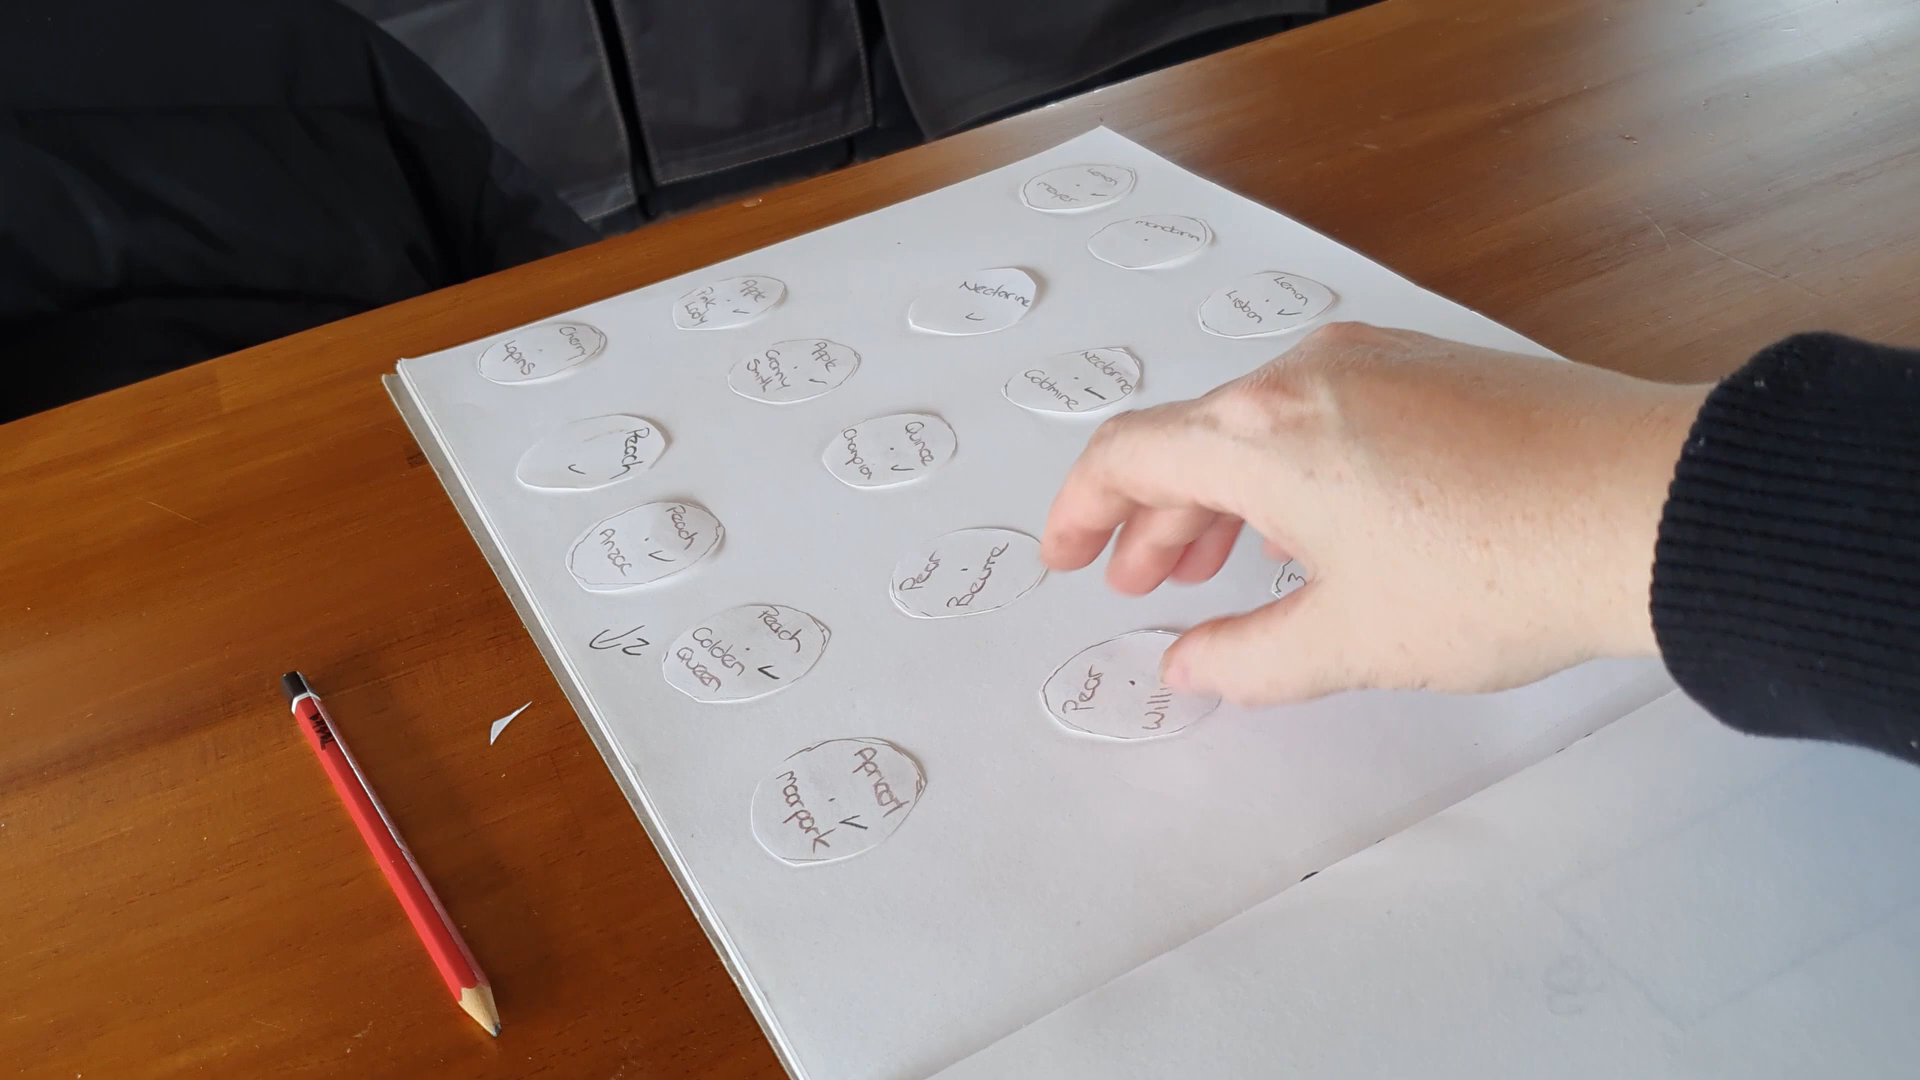 Lemon
meyer
mandarin
Apple
Pink
Lady
Nectarine
Lemon
Lisbon
Cherry
Lapins
Apple
Granny
Smith
Nectarine
Goldmine
Peach
Quince
Champion
Peach
Anzac
Pear
Beurre
Peach
Golden
Queen
Pear
Will
Apricot
moorpark